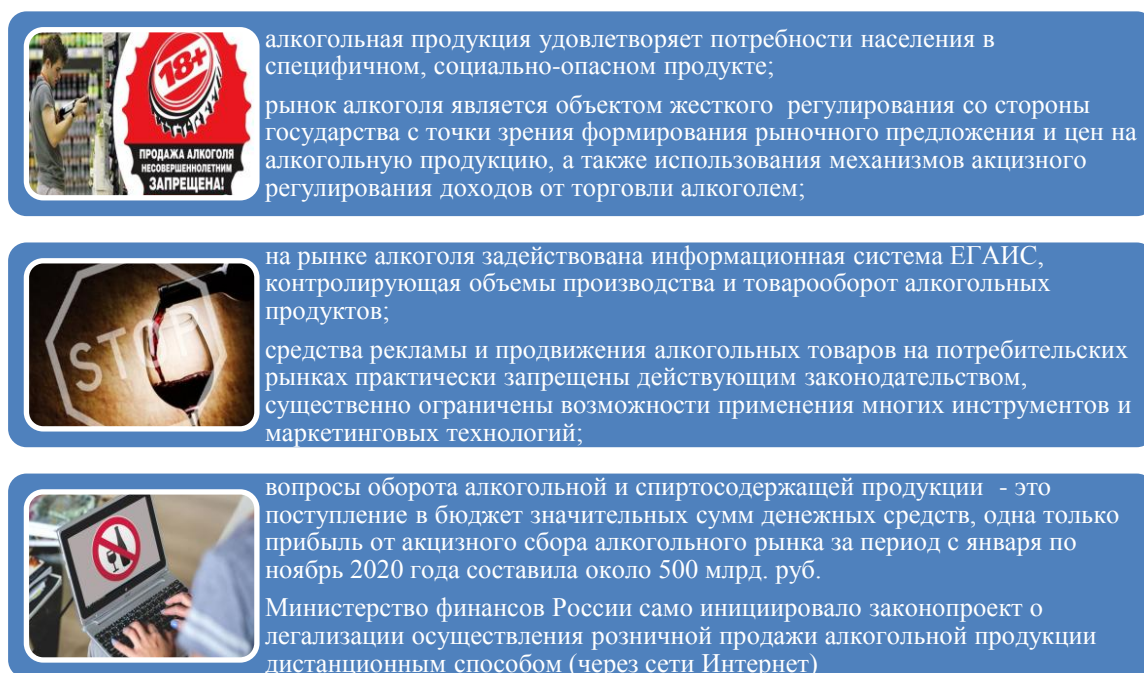 18+
ПРОДАЖА АЛКОГОЛЯ
НЕСОВЕРШЕННОЛЕТНИМ
ЗАПРЕЩЕНА!
алкогольная продукция удовлетворяет потребности населения в
специфичном, социально-опасном продукте;
рынок алкоголя является объектом жесткого регулирования со стороны
государства с точки зрения формирования рыночного предложения и цен на
алкогольную продукцию, а также использования механизмов акцизного
регулирования доходов от торговли алкоголем;
STOP
на рынке алкоголя задействована информационная система ЕГАИС,
контролирующая объемы производства и товарооборот алкогольных
продуктов;
средства рекламы и продвижения алкогольных товаров на потребительских
рынках практически запрещены действующим законодательством,
существенно ограничены возможности применения многих инструментов и
маркетинговых технологий;
вопросы оборота алкогольной и спиртосодержащей продукции - это
поступление в бюджет значительных сумм денежных средств, одна только
прибыль от акцизного сбора алкогольного рынка за период с января по
ноябрь 2020 года составила около 500 млрд. руб.
Министерство финансов России само инициировало законопроект о
легализации осуществления розничной продажи алкогольной продукции
дистанционным способом (через сети Интернет)